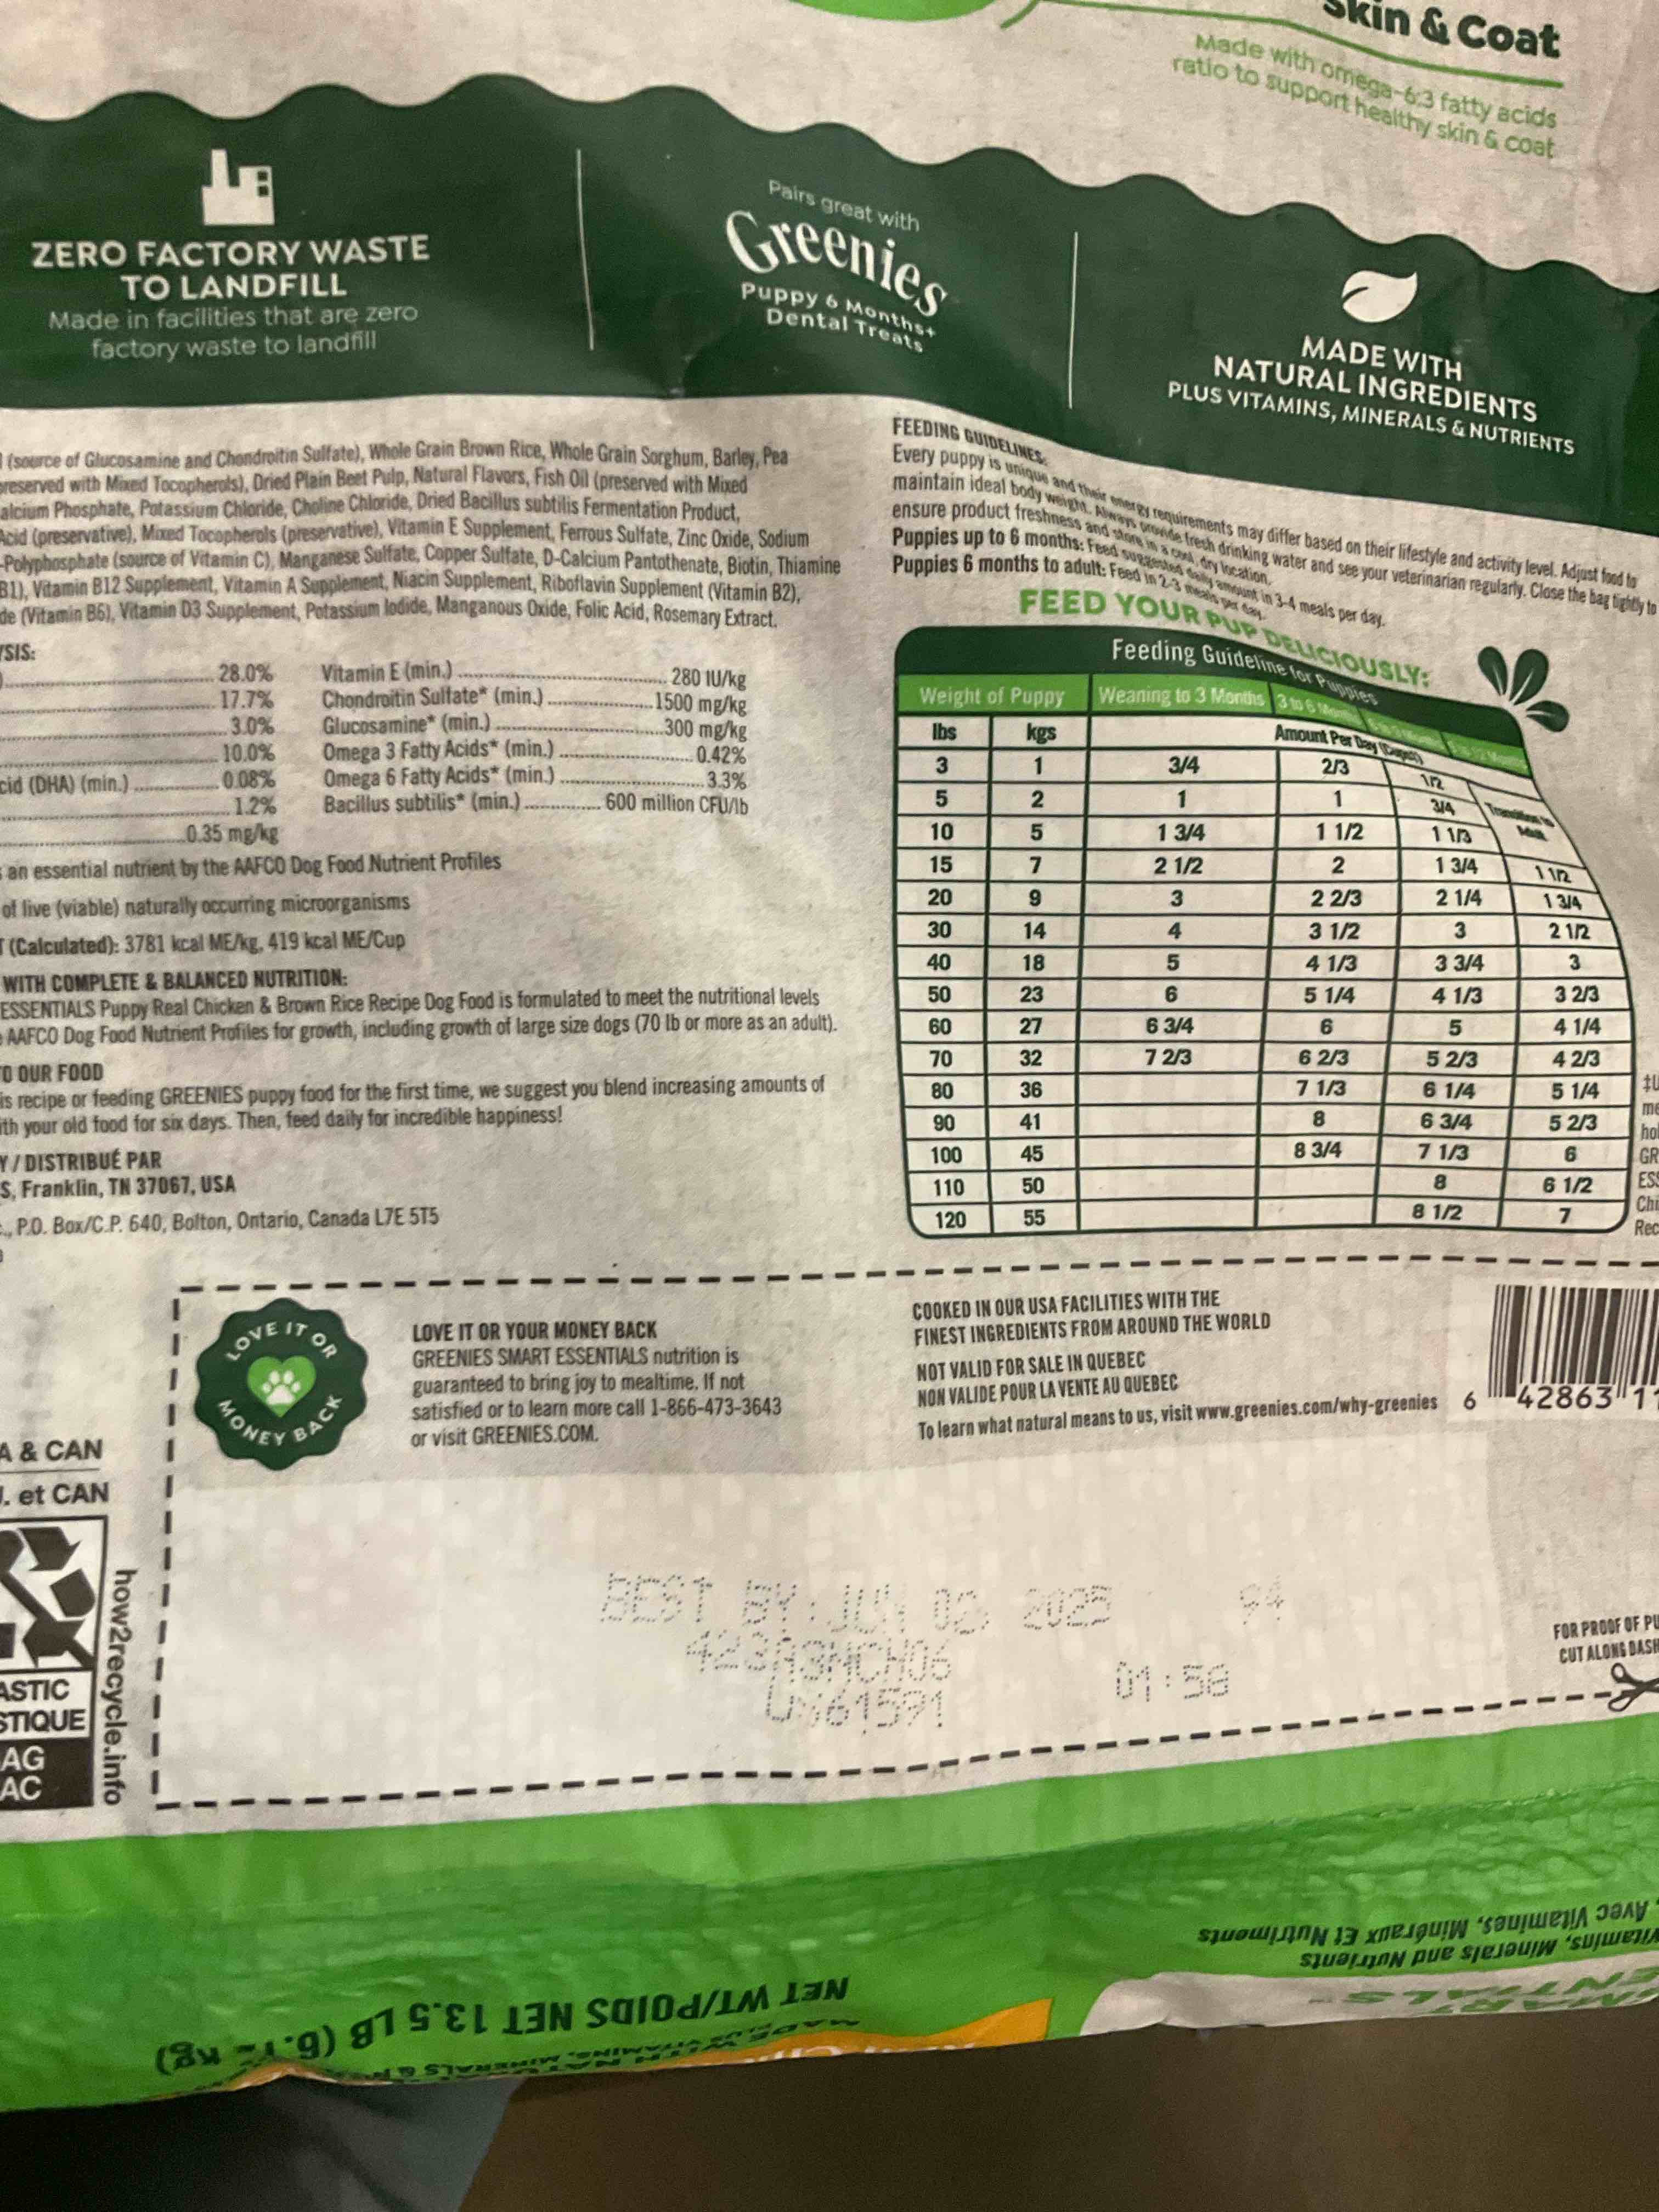 Skin & Coat
Made with omega-6:3 fatty acids
ratio to support healthy skin & coat
ZERO FACTORY WASTE
TO LANDFILL
Made in facilities that are zero
factory waste to landfill
Pairs great with
Greenies
Puppy 6 Months+
Dental Treats
MADE WITH
NATURAL INGREDIENTS
PLUS VITAMINS, MINERALS & NUTRIENTS
(source of Glucosamine and Chondroitin Sulfate), Whole Grain Brown Rice, Whole Grain Sorghum, Barley, Pea
preserved with Mixed Tocopherols), Dried Plain Beet Pulp, Natural Flavors, Fish Oil (preserved with Mixed
alcium Phosphate, Potassium Chloride, Choline Chloride, Dried Bacillus subtilis Fermentation Product,
Acid (preservative), Mixed Tocopherols (preservative), Vitamin E Supplement, Ferrous Sulfate, Zinc Oxide, Sodium
-Polyphosphate (source of Vitamin C), Manganese Sulfate, Copper Sulfate, D-Calcium Pantothenate, Biotin, Thiamine
B1), Vitamin B12 Supplement, Vitamin A Supplement, Niacin Supplement, Riboflavin Supplement (Vitamin B2),
de (Vitamin B6), Vitamin D3 Supplement, Potassium Iodide, Manganous Oxide, Folic Acid, Rosemary Extract.
YSIS:
28.0% Vitamin E (min.) 280 IU/kg
17.7% Chondroitin Sulfate* (min.) 1500 mg/kg
3.0% Glucosamine* (min.) 300 mg/kg
10.0% Omega 3 Fatty Acids* (min.) 0.42%
cid (DHA) (min.) 0.08% Omega 6 Fatty Acids* (min.) 3.3%
1.2% Bacillus subtilis* (min.) 600 million CFU/lb
0.35 mg/kg
an essential nutrient by the AAFCO Dog Food Nutrient Profiles
of live (viable) naturally occurring microorganisms
T (Calculated): 3781 kcal ME/kg, 419 kcal ME/Cup
WITH COMPLETE & BALANCED NUTRITION:
ESSENTIALS Puppy Real Chicken & Brown Rice Recipe Dog Food is formulated to meet the nutritional levels
AAFCO Dog Food Nutrient Profiles for growth, including growth of large size dogs (70 lb or more as an adult).
O OUR FOOD
is recipe or feeding GREENIES puppy food for the first time, we suggest you blend increasing amounts of
ith your old food for six days. Then, feed daily for incredible happiness!
Y / DISTRIBUÉ PAR
S, Franklin, TN 37067, USA
., P.O. Box/C.P. 640, Bolton, Ontario, Canada L7E 5T5
FEEDING GUIDELINES:
Every puppy is unique and their energy requirements may differ based on their lifestyle and activity level. Adjust food to
maintain ideal body weight. Always provide fresh drinking water and see your veterinarian regularly. Close the bag tightly to
ensure product freshness and store in a cool, dry location.
Puppies up to 6 months: Feed suggested daily amount in 3-4 meals per day.
Puppies 6 months to adult: Feed in 2-3 meals per day.
FEED YOUR PUP DELICIOUSLY:
Feeding Guideline for Puppies
Weight of Puppy Weaning to 3 Months 3 to 6 Months
lbs kgs Amount Per Day (Cups)
3 1 3/4 2/3 1/2 Transition to Adult
5 2 1 1 3/4
10 5 1 3/4 1 1/2 1 1/3
15 7 2 1/2 2 1 3/4 1 1/2
20 9 3 2 2/3 2 1/4 1 3/4
30 14 4 3 1/2 3 2 1/2
40 18 5 4 1/3 3 3/4 3
50 23 6 5 1/4 4 1/3 3 2/3
60 27 6 3/4 6 5 4 1/4
70 32 7 2/3 6 2/3 5 2/3 4 2/3
80 36 7 1/3 6 1/4 5 1/4
90 41 8 6 3/4 5 2/3
100 45 8 3/4 7 1/3 6
110 50 8 6 1/2
120 55 8 1/2 7
‡U
me
hol
GR
ESS
Chi
Rec
LOVE IT OR
MONEY BACK
LOVE IT OR YOUR MONEY BACK
GREENIES SMART ESSENTIALS nutrition is
guaranteed to bring joy to mealtime. If not
satisfied or to learn more call 1-866-473-3643
or visit GREENIES.COM.
COOKED IN OUR USA FACILITIES WITH THE
FINEST INGREDIENTS FROM AROUND THE WORLD
NOT VALID FOR SALE IN QUEBEC
NON VALIDE POUR LA VENTE AU QUEBEC
To learn what natural means to us, visit www.greenies.com/why-greenies
6 42863 11
A & CAN
. et CAN
how2recycle.info
ASTIC
STIQUE
AG
AC
BEST BY 02, 2025 94
423A3MCH06
61591 01:58
FOR PROOF OF PU
CUT ALONG DASH
, Avec Vitamines, Minéraux Et Nutriments
Vitamins, Minerals and Nutrients
NET WT/POIDS NET 13.5 LB